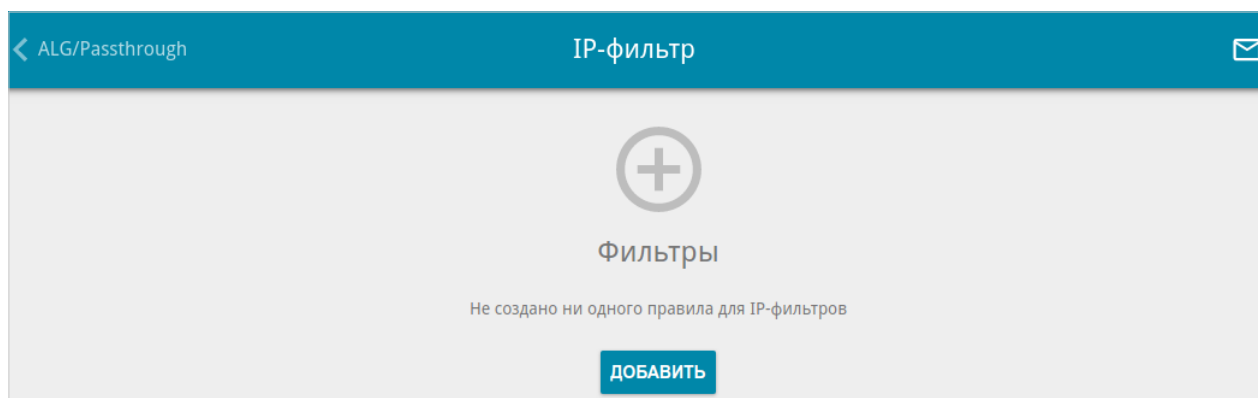 ALG/Passthrough
IP-фильтр
Фильтры
Не создано ни одного правила для IP-фильтров
ДОБАВИТЬ